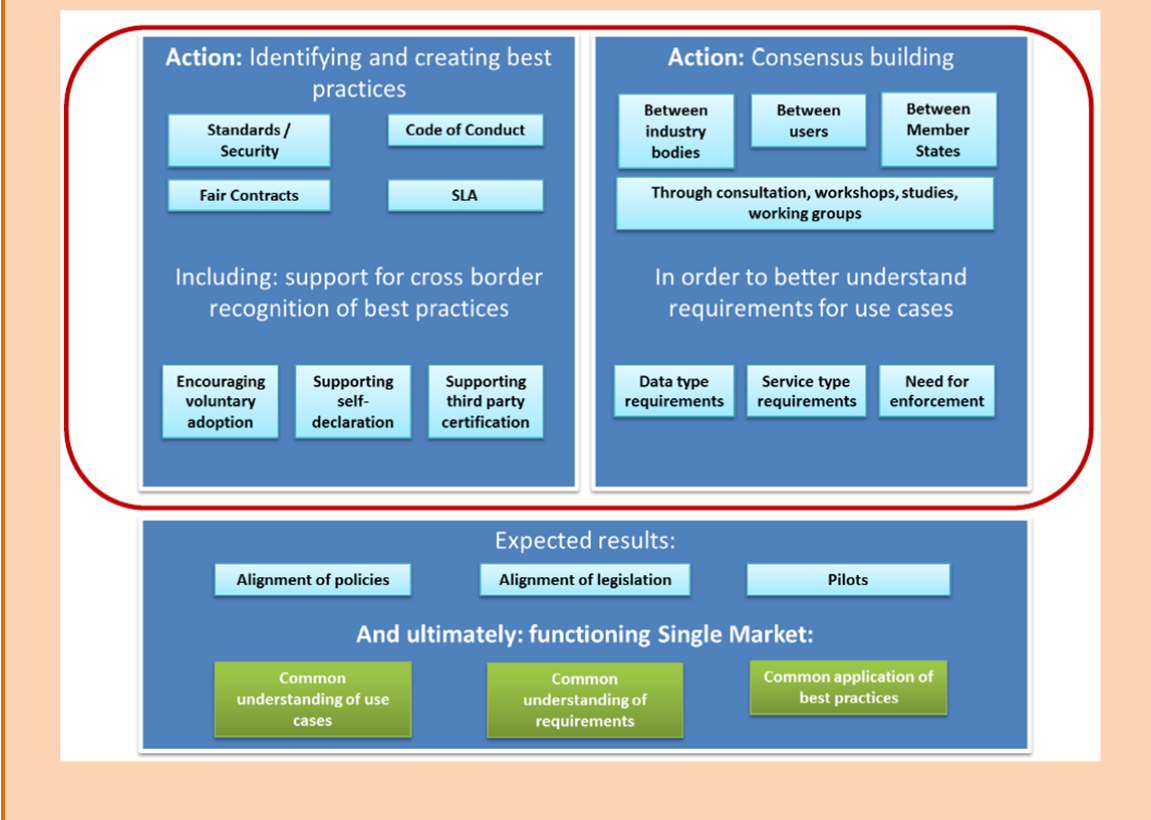 Action: Identifying and creating best
practices
Standards /
Security
Code of Conduct
Fair Contracts
SLA
Including: support for cross border
recognition of best practices
Encouraging
voluntary
adoption
Supporting
self-
declaration
Supporting
third party
certification
Action: Consensus building
Between
industry
bodies
Between
users
Between
Member
States
Through consultation, workshops, studies,
working groups
In order to better understand
requirements for use cases
Data type
requirements
Service type
requirements
Need for
enforcement
Expected results:
Alignment of policies
Alignment of legislation
Pilots
And ultimately: functioning Single Market:
Common
understanding of use
cases
Common
understanding of
requirements
Common application of
best practices